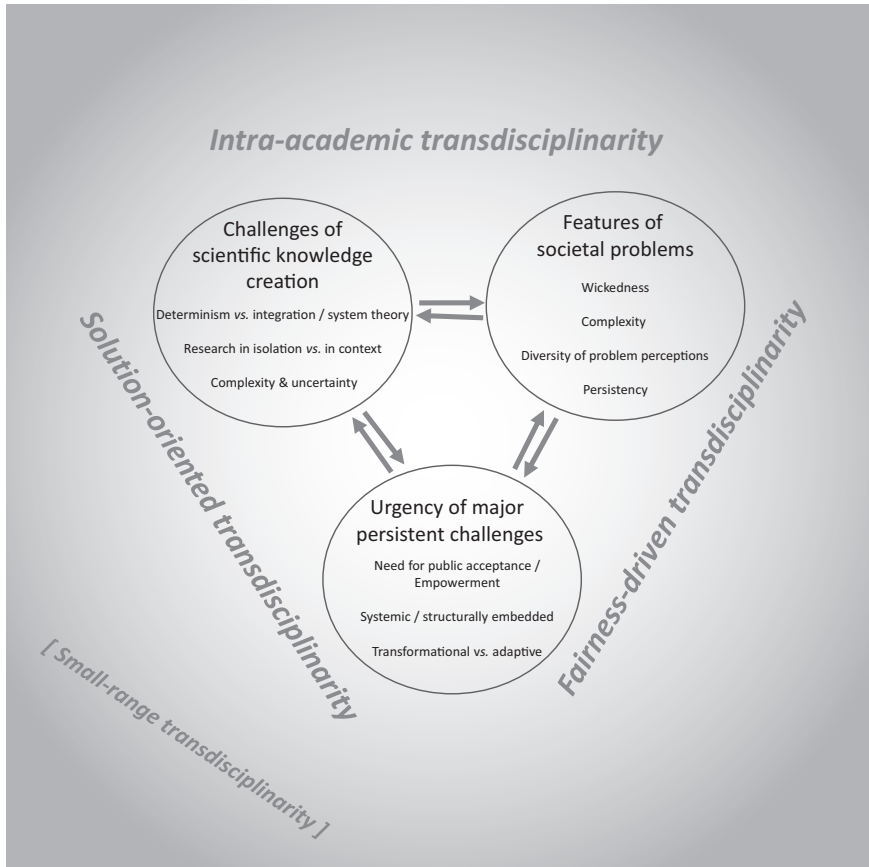 Intra-academic transdisciplinarity
Challenges of
scientific knowledge
creation
Determinism vs. integration / system theory
Research in isolation vs. in context
Complexity & uncertainty
Features of
societal problems
Wickedness
Complexity
Diversity of problem perceptions
Persistency
Urgency of major
persistent challenges
Need for public acceptance /
Empowerment
Systemic / structurally embedded
Transformational vs. adaptive
Solution-oriented transdisciplinarity
Fairness-driven transdisciplinarity
[ Small-range transdisciplinarity ]